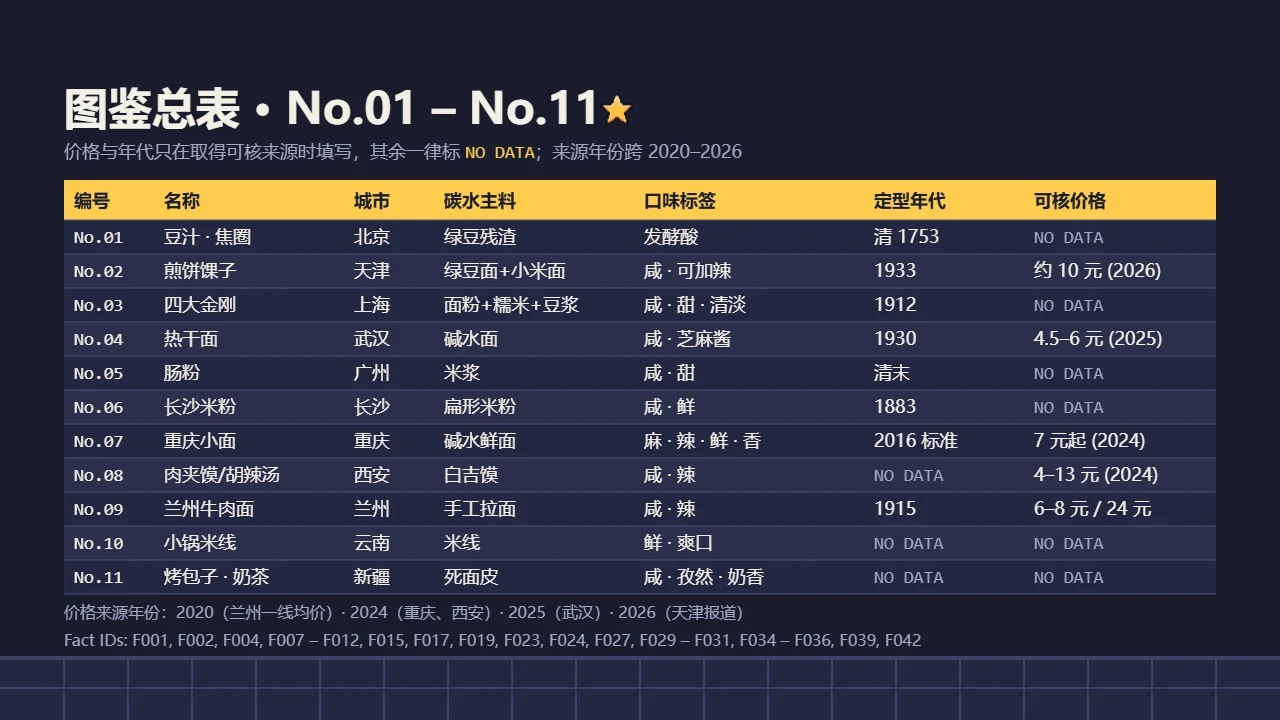 图鉴总表 • No.01 – No.11⭐
价格与年代只在取得可核来源时填写，其余一律标 NO DATA；来源年份跨 2020–2026
编号 名称 城市 碳水主料 口味标签 定型年代 可核价格
No.01 豆汁 · 焦圈 北京 绿豆残渣 发酵酸 清 1753 NO DATA
No.02 煎饼馃子 天津 绿豆面+小米面 咸 · 可加辣 1933 约 10 元 (2026)
No.03 四大金刚 上海 面粉+糯米+豆浆 咸 · 甜 · 清淡 1912 NO DATA
No.04 热干面 武汉 碱水面 咸 · 芝麻酱 1930 4.5–6 元 (2025)
No.05 肠粉 广州 米浆 咸 · 甜 清末 NO DATA
No.06 长沙米粉 长沙 扁形米粉 咸 · 鲜 1883 NO DATA
No.07 重庆小面 重庆 碱水鲜面 麻 · 辣 · 鲜 · 香 2016 标准 7 元起 (2024)
No.08 肉夹馍/胡辣汤 西安 白吉馍 咸 · 辣 NO DATA 4–13 元 (2024)
No.09 兰州牛肉面 兰州 手工拉面 咸 · 辣 1915 6–8 元 / 24 元
No.10 小锅米线 云南 米线 鲜 · 爽口 NO DATA NO DATA
No.11 烤包子 · 奶茶 新疆 死面皮 咸 · 孜然 · 奶香 NO DATA NO DATA
价格来源年份：2020（兰州一线均价）· 2024（重庆、西安）· 2025（武汉）· 2026（天津报道）
Fact IDs: F001, F002, F004, F007 – F012, F015, F017, F019, F023, F024, F027, F029 – F031, F034 – F036, F039, F042